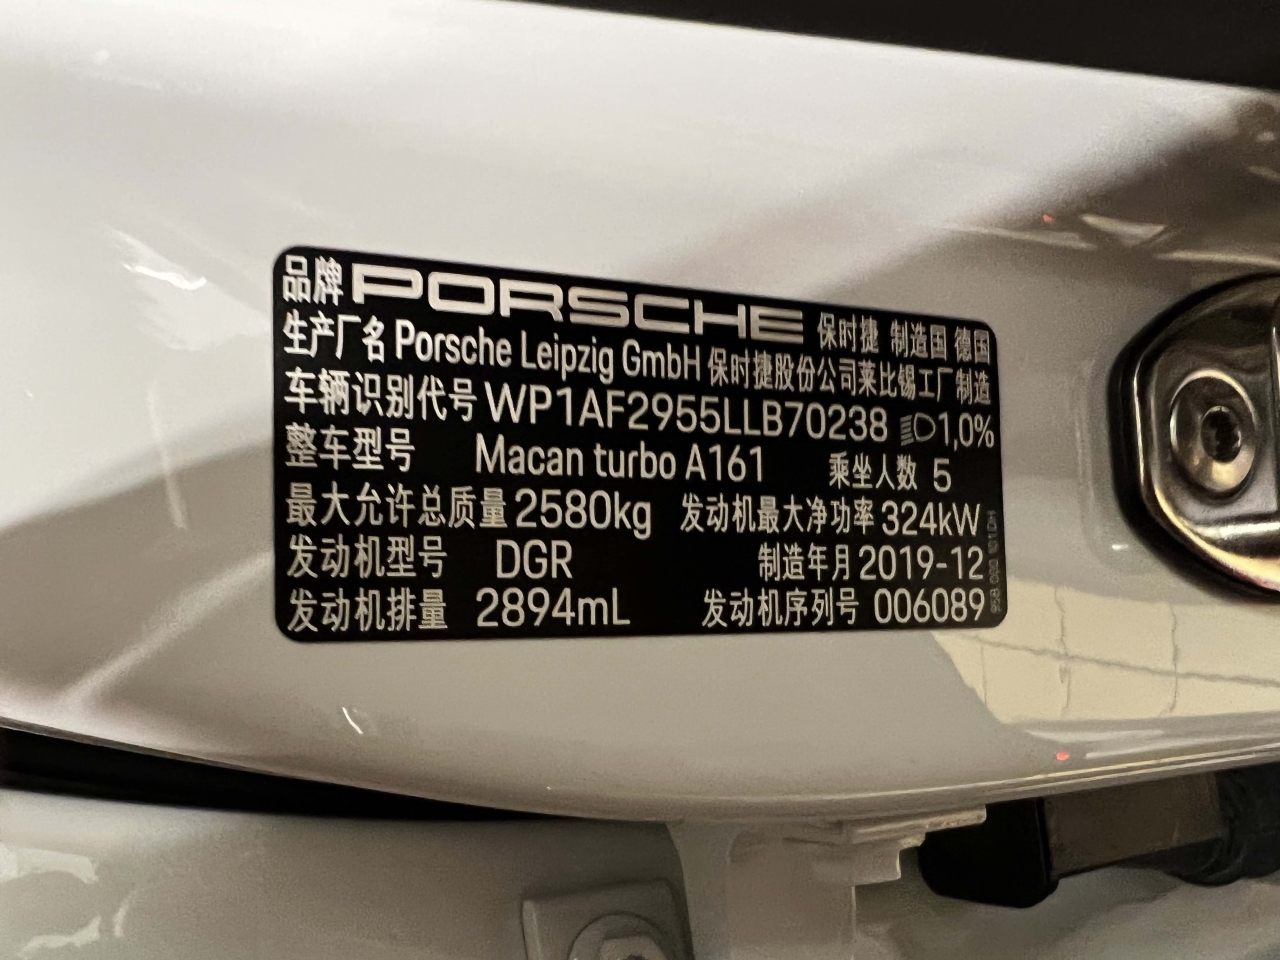 品牌 PORSCHE 保时捷 制造国 德国
生产厂名 Porsche Leipzig GmbH 保时捷股份公司莱比锡工厂制造
车辆识别代号 WP1AF2955LLB70238 1,0%
整车型号 Macan turbo A161 乘坐人数 5
最大允许总质量 2580kg 发动机最大净功率 324kW
发动机型号 DGR 制造年月 2019-12
发动机排量 2894mL 发动机序列号 006089